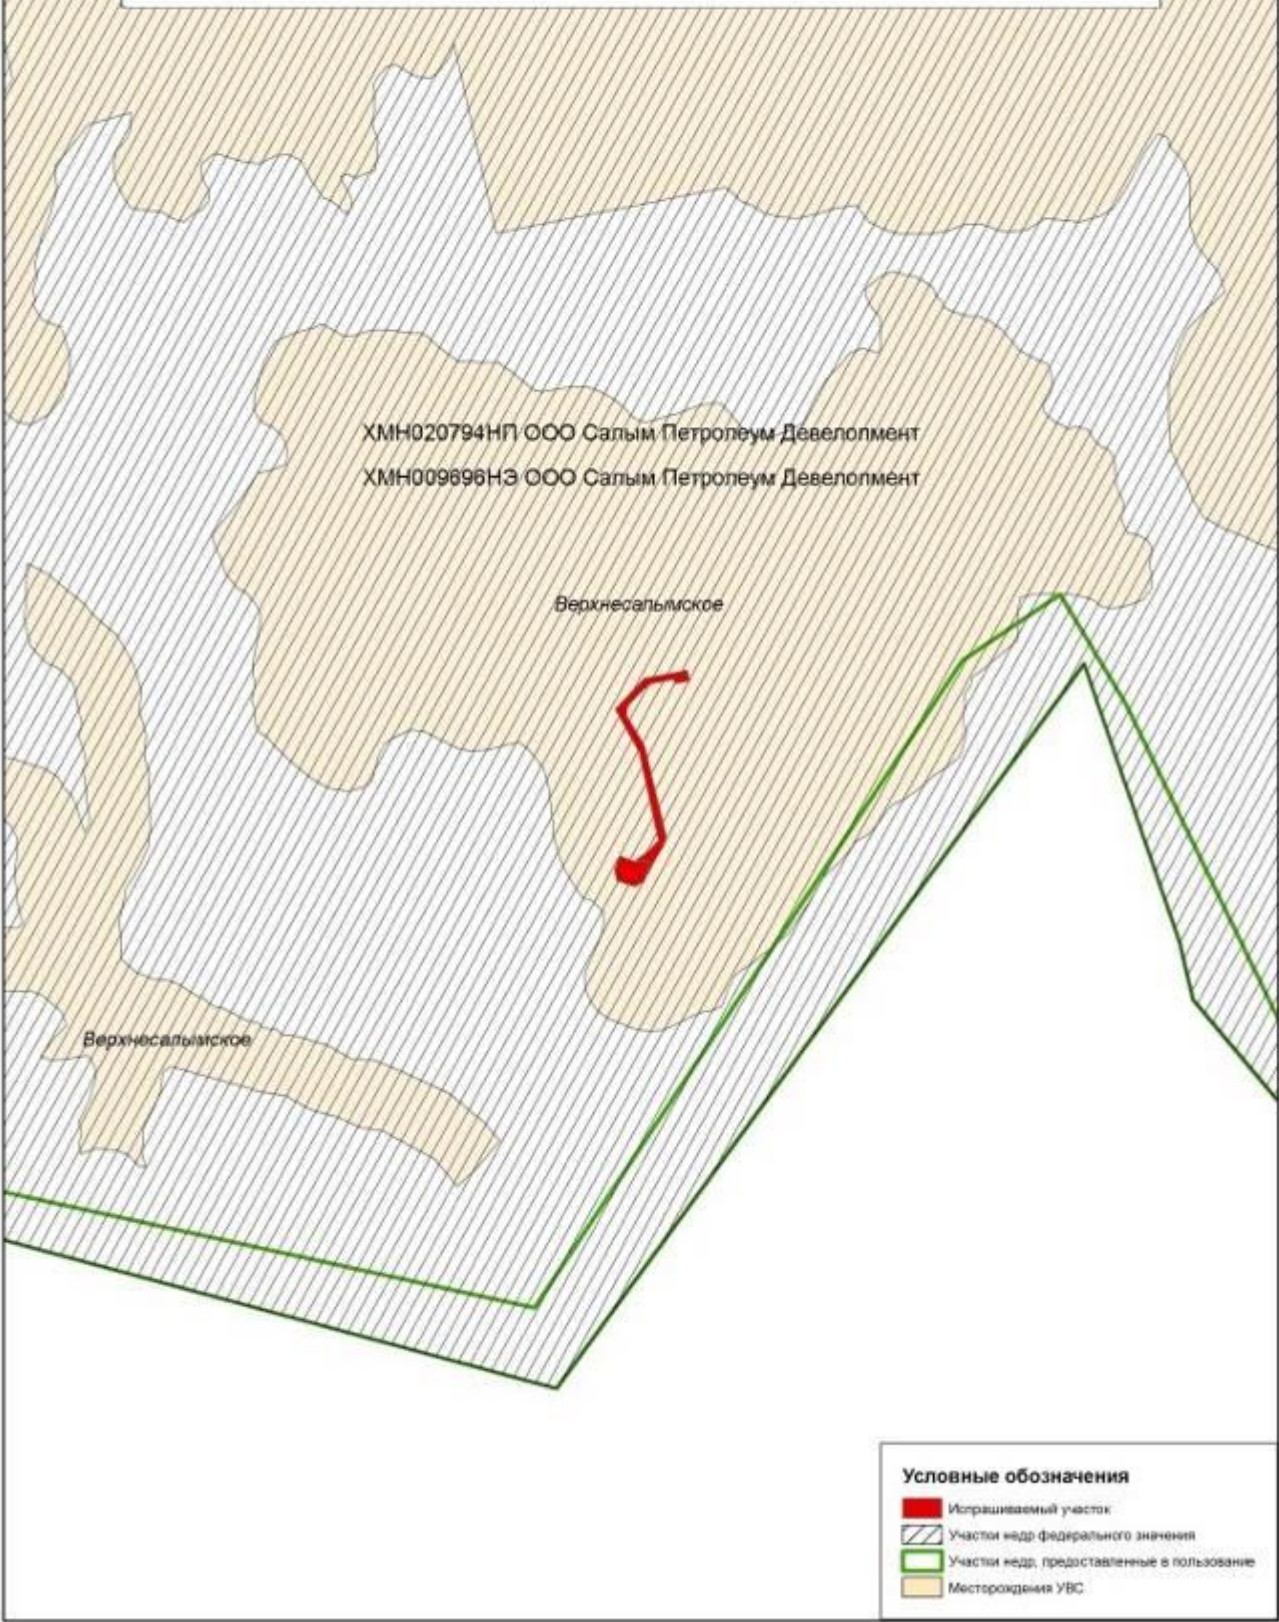 ХМН020794НП ООО Салым Петролеум Девелопмент
ХМН009696НЭ ООО Салым Петролеум Девелопмент
Верхнесалымское
Верхнесалымское
Условные обозначения
Испрашиваемый участок
Участки недр федерального значения
Участки недр, предоставленные в пользование
Месторождения УВС